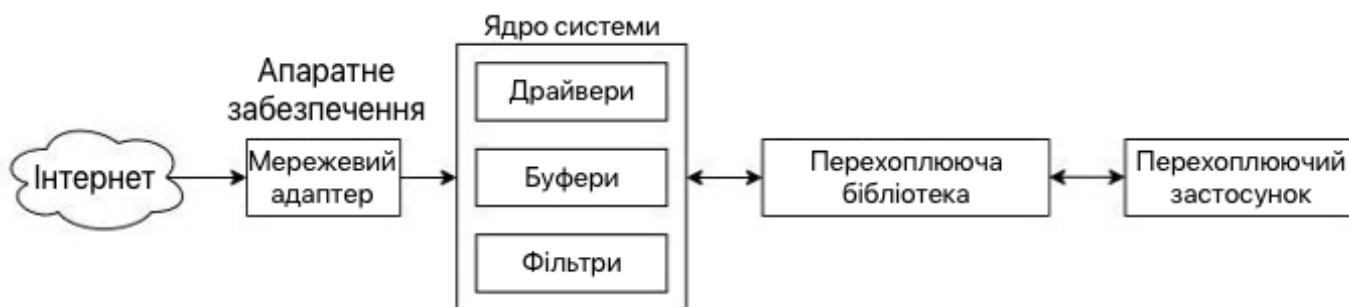 Ядро системи
Апаратне
забезпечення
Драйвери
Інтернет
Мережевий
адаптер
Буфери
Перехоплююча
бібліотека
Перехоплюючий
застосунок
Фільтри